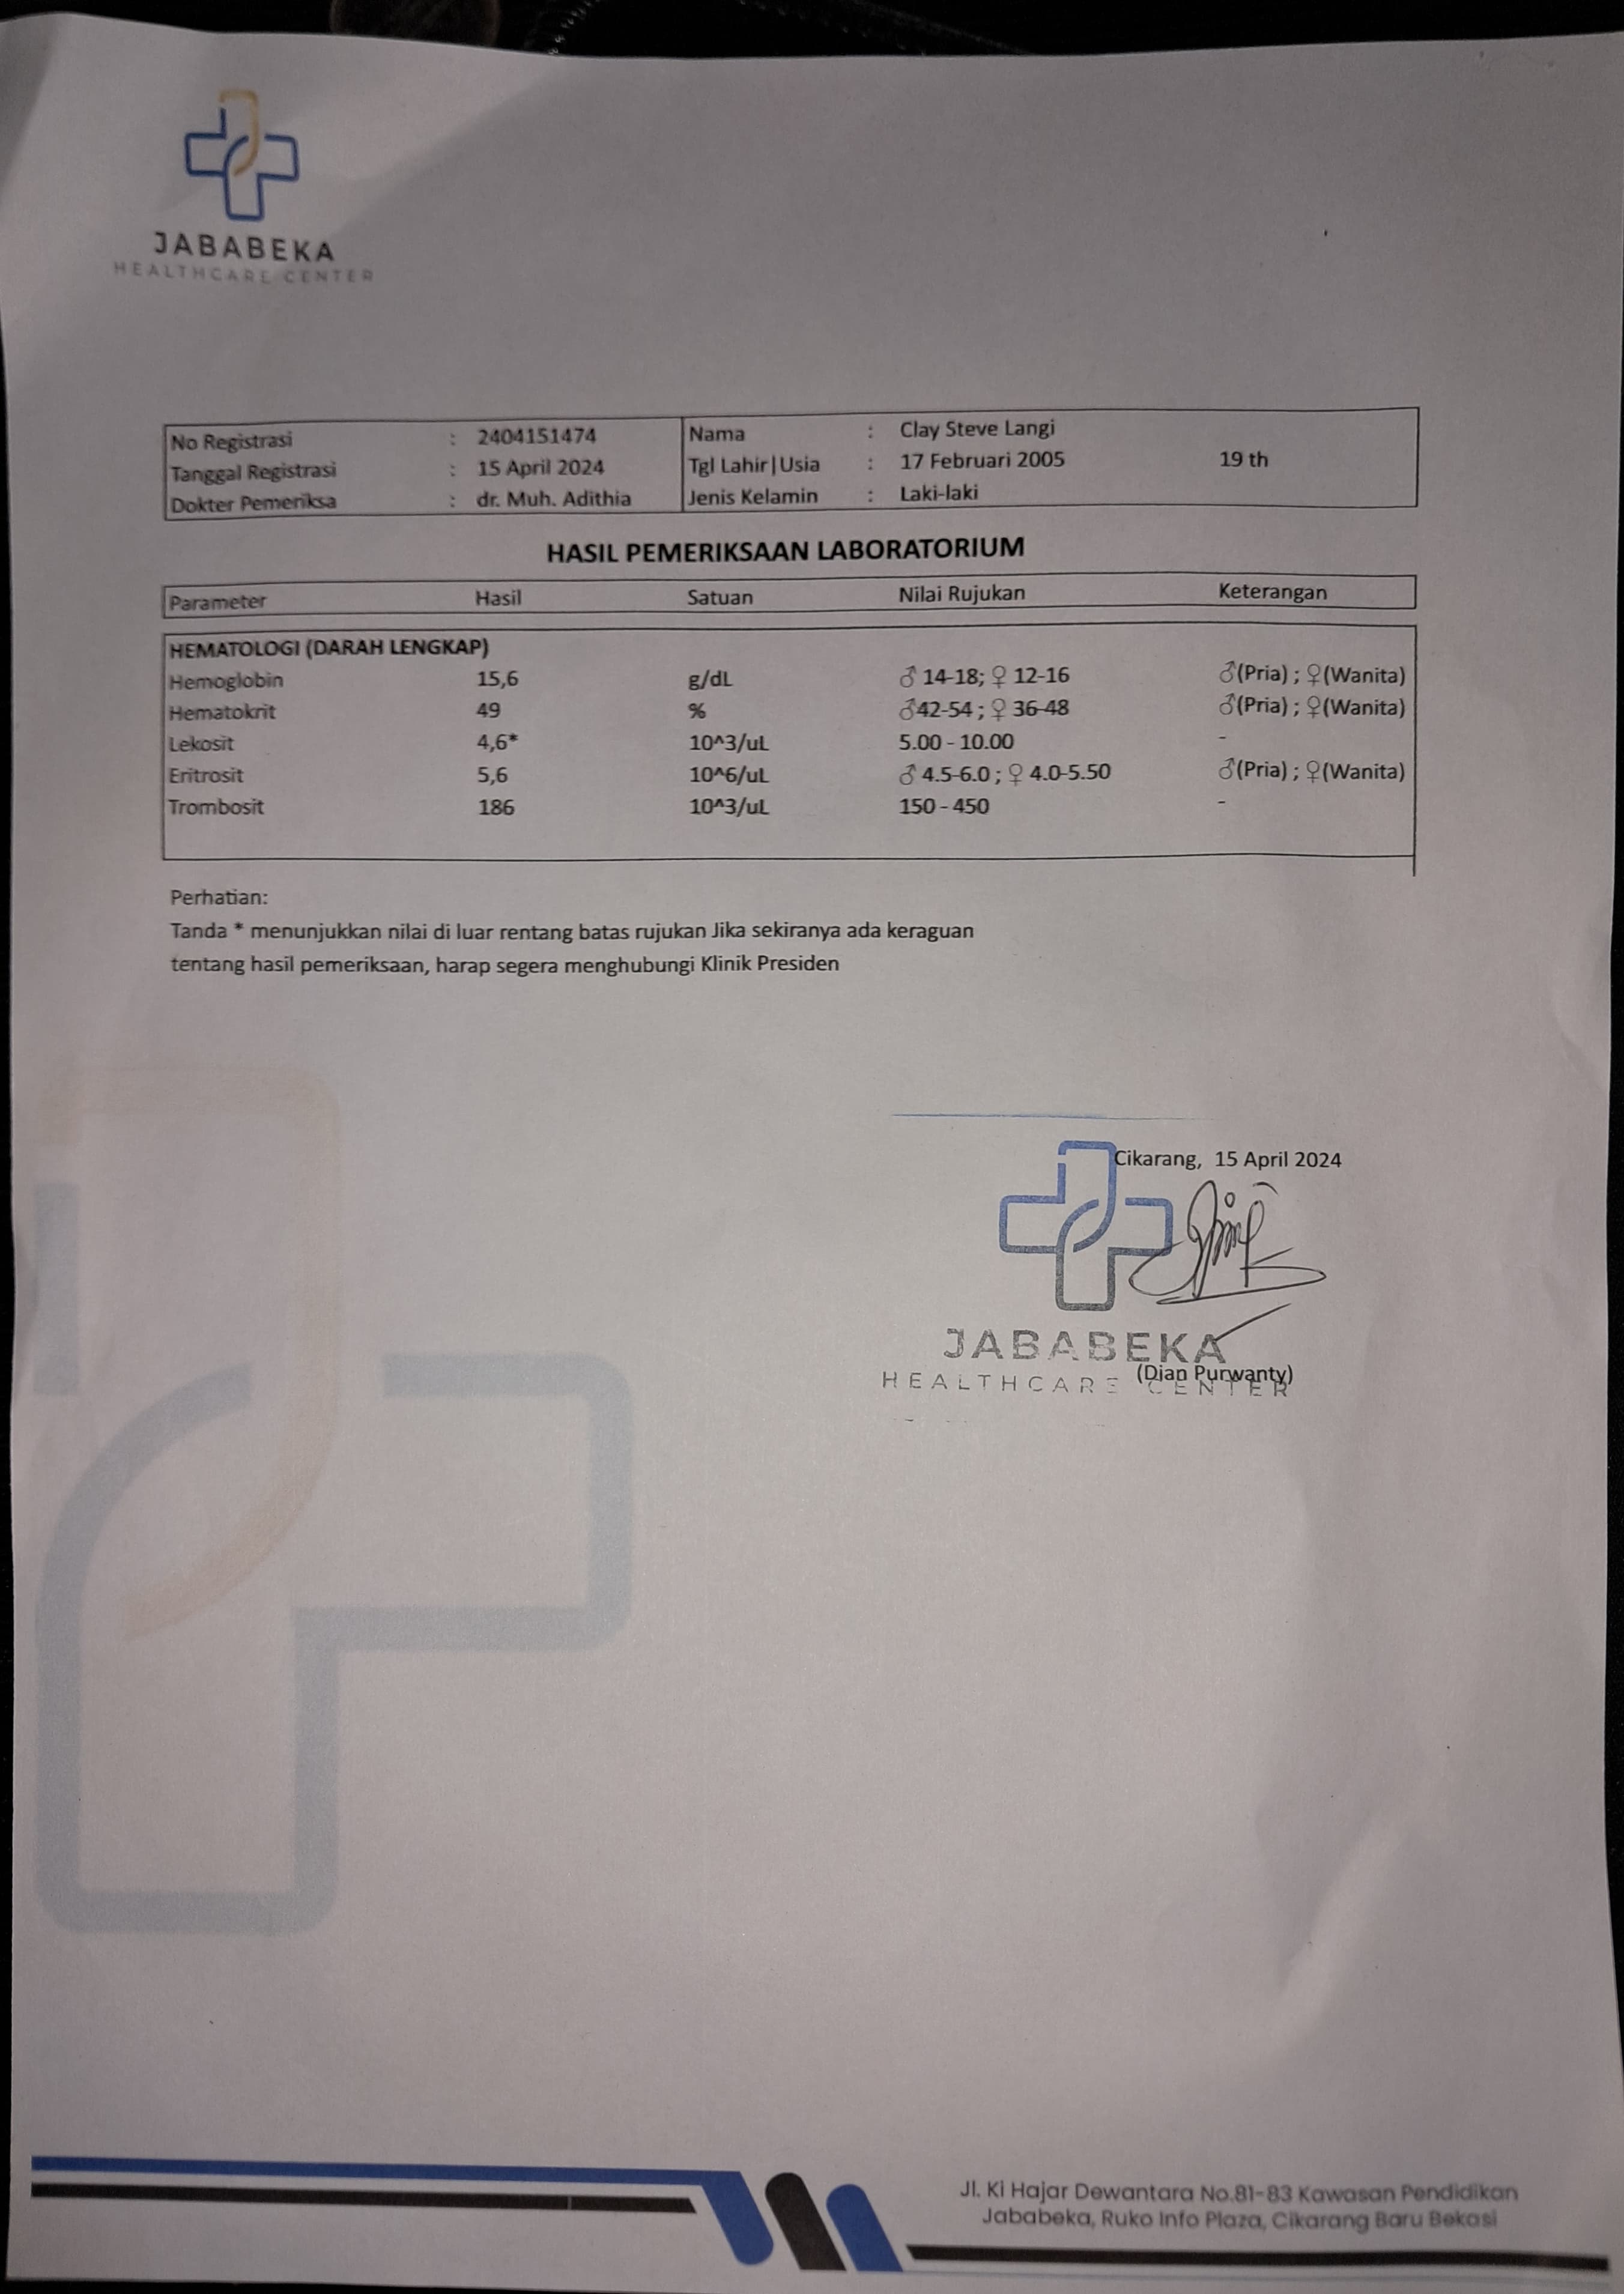 JABABEKA
HEALTHCARE CENTER
No Registrasi : 2404151474 Nama : Clay Steve Langi
Tanggal Registrasi : 15 April 2024 Tgl Lahir|Usia : 17 Februari 2005 19 th
Dokter Pemeriksa : dr. Muh. Adithia Jenis Kelamin : Laki-laki
HASIL PEMERIKSAAN LABORATORIUM
Parameter Hasil Satuan Nilai Rujukan Keterangan
HEMATOLOGI (DARAH LENGKAP)
Hemoglobin 15,6 g/dL ♂ 14-18; ♀ 12-16 ♂(Pria) ; ♀(Wanita)
Hematokrit 49 % ♂42-54 ; ♀ 36-48 ♂(Pria) ; ♀(Wanita)
Lekosit 4,6* 10^3/uL 5.00 - 10.00 -
Eritrosit 5,6 10^6/uL ♂ 4.5-6.0 ; ♀ 4.0-5.50 ♂(Pria) ; ♀(Wanita)
Trombosit 186 10^3/uL 150 - 450 -
Perhatian:
Tanda * menunjukkan nilai di luar rentang batas rujukan Jika sekiranya ada keraguan
tentang hasil pemeriksaan, harap segera menghubungi Klinik Presiden
Cikarang, 15 April 2024
JABABEKA
(Dian Purwanty)
HEALTHCARE CENTER
Jl. Ki Hajar Dewantara No.81-83 Kawasan Pendidikan
Jababeka, Ruko Info Plaza, Cikarang Baru Bekasi